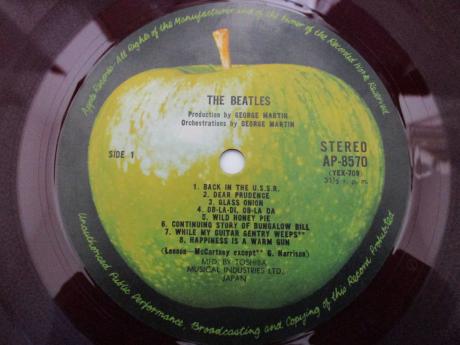 Apple Records · All Rights of the Manufacturer and of the Owner of the Recorded Work Reserved
THE BEATLES
Production by GEORGE MARTIN
Orchestrations by GEORGE MARTIN
SIDE 1
STEREO
AP-8570
(YEX-709)
33⅓ r. p. m.
1. BACK IN THE U.S.S.R.
2. DEAR PRUDENCE
3. GLASS ONION
4. OB-LA-DI, OB-LA DA
5. WILD HONEY PIE
6. CONTINUING STORY OF BUNGALOW BILL
7. WHILE MY GUITAR GENTRY WEEPS**
8. HAPPINESS IS A WARM GUN
(Lennon-McCartney except** G. Harrison)
MFD. BY TOSHIBA
MUSICAL INDUSTRIES LTD.
JAPAN
Unauthorised Public Performance, Broadcasting and Copying of this Record Prohibited